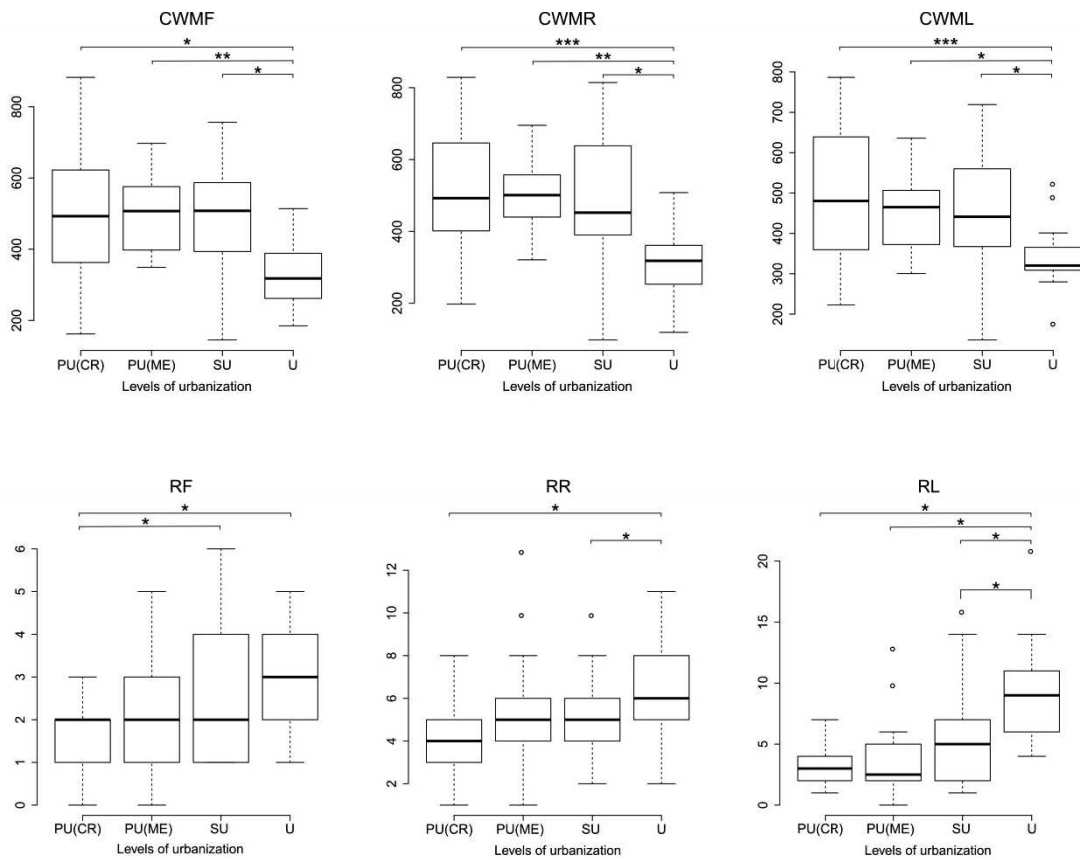 CWMF
*
**
*
800
600
400
200
PU(CR) PU(ME) SU U
Levels of urbanization
CWMR
***
**
*
800
600
400
200
PU(CR) PU(ME) SU U
Levels of urbanization
CWML
***
*
*
800
700
600
500
400
300
200
PU(CR) PU(ME) SU U
Levels of urbanization
RF
*
*
6
5
4
3
2
1
0
PU(CR) PU(ME) SU U
Levels of urbanization
RR
*
*
12
10
8
6
4
2
PU(CR) PU(ME) SU U
Levels of urbanization
RL
*
*
*
*
20
15
10
5
0
PU(CR) PU(ME) SU U
Levels of urbanization